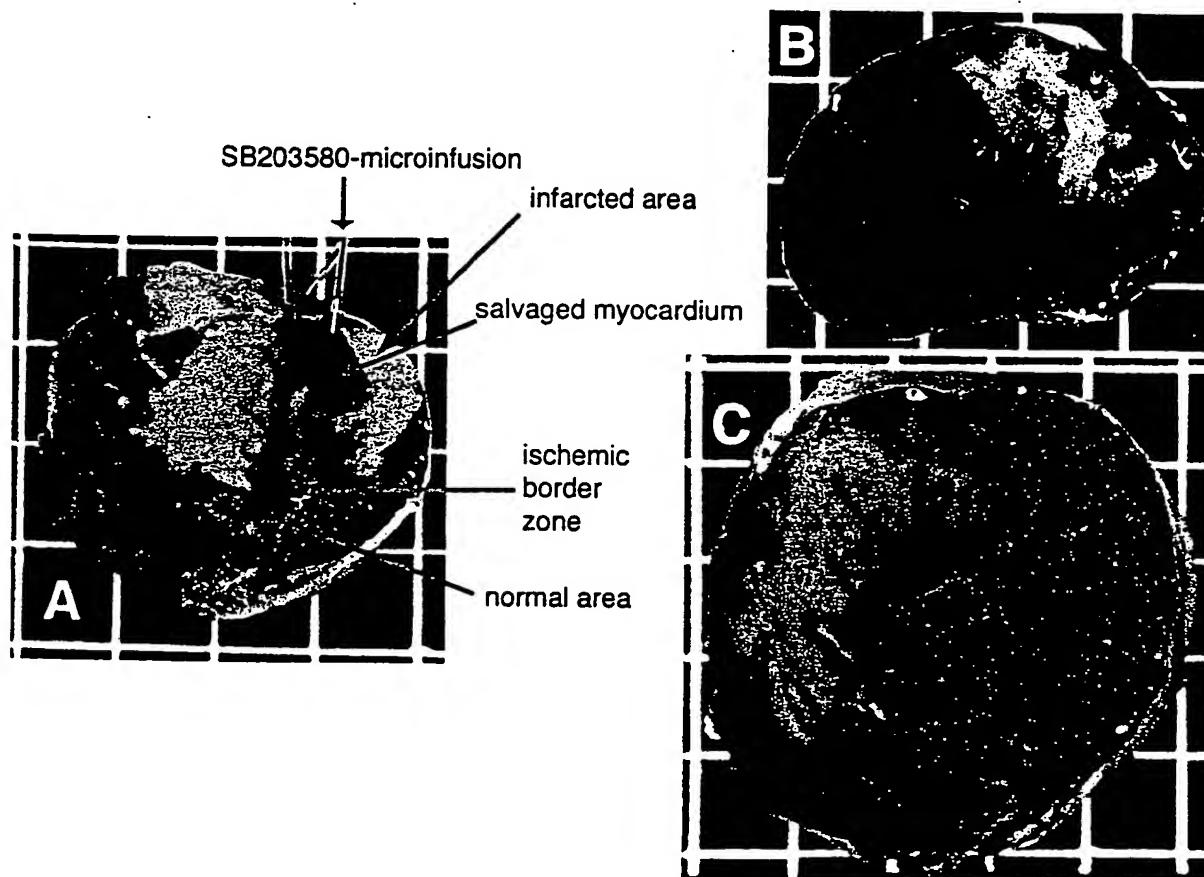 SB203580-microinfusion
infarcted area
salvaged myocardium
ischemic
border
zone
normal area
A
B
C